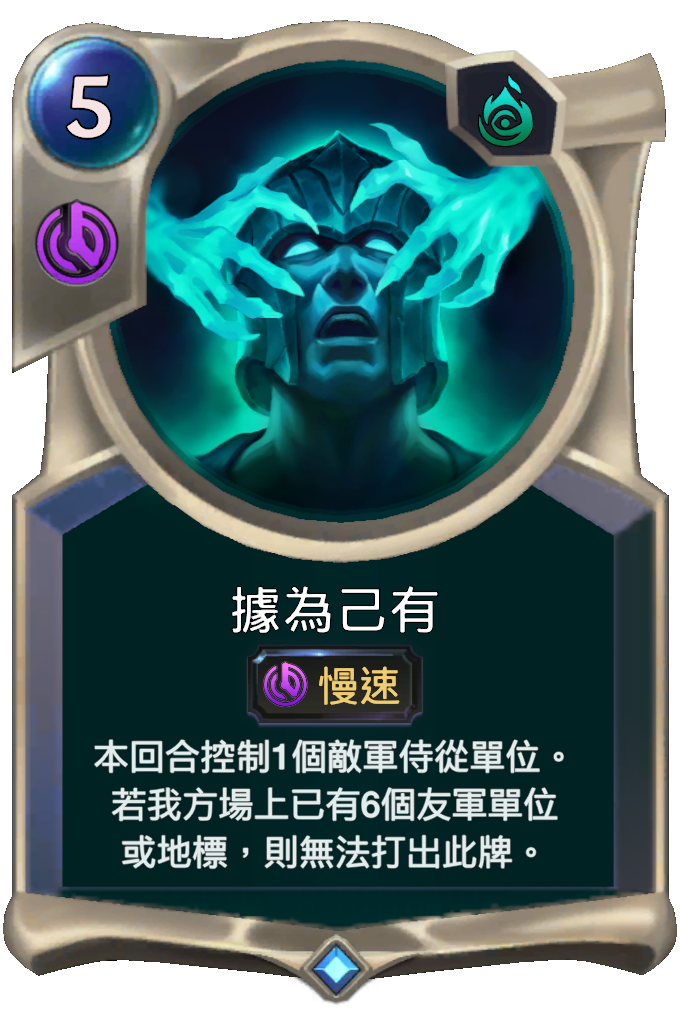 5
據為己有
慢速
本回合控制1個敵軍侍從單位。
若我方場上已有6個友軍單位
或地標，則無法打出此牌。